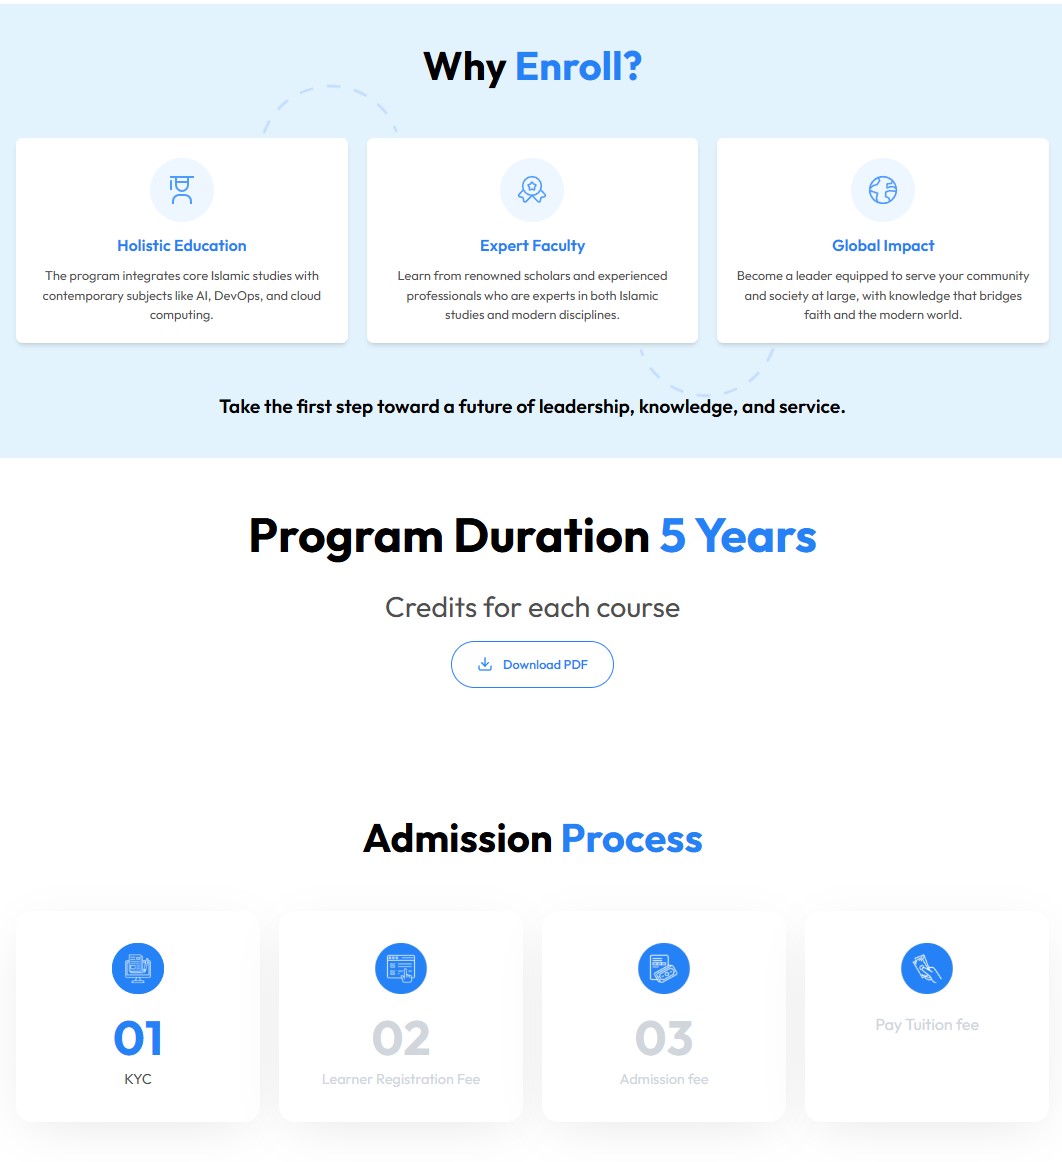 Why Enroll?
Holistic Education
The program integrates core Islamic studies with
contemporary subjects like AI, DevOps, and cloud
computing.
Expert Faculty
Learn from renowned scholars and experienced
professionals who are experts in both Islamic
studies and modern disciplines.
Global Impact
Become a leader equipped to serve your community
and society at large, with knowledge that bridges
faith and the modern world.
Take the first step toward a future of leadership, knowledge, and service.
Program Duration 5 Years
Credits for each course
Download PDF
Admission Process
01
KYC
02
Learner Registration Fee
03
Admission fee
Pay Tuition fee